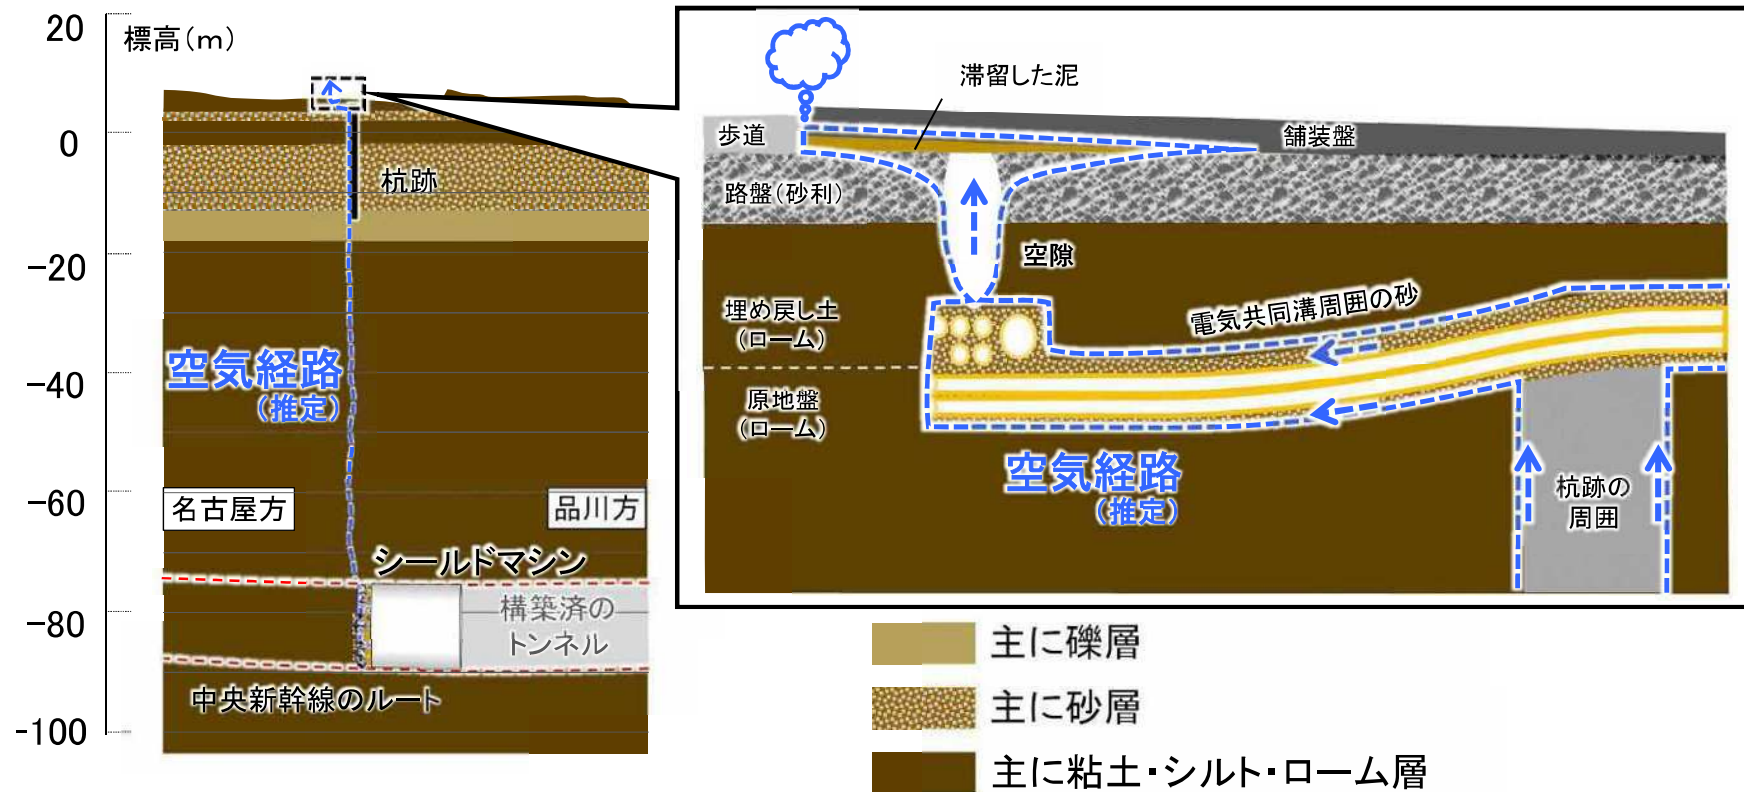 標高(m)
20
0
-20
-40
-60
-80
-100
杭跡
空気経路
(推定)
名古屋方
品川方
シールドマシン
構築済の
トンネル
中央新幹線のルート
滞留した泥
歩道
舗装盤
路盤(砂利)
空隙
埋め戻し土
(ローム)
電気共同溝周囲の砂
原地盤
(ローム)
空気経路
(推定)
杭跡の
周囲
主に礫層
主に砂層
主に粘土・シルト・ローム層